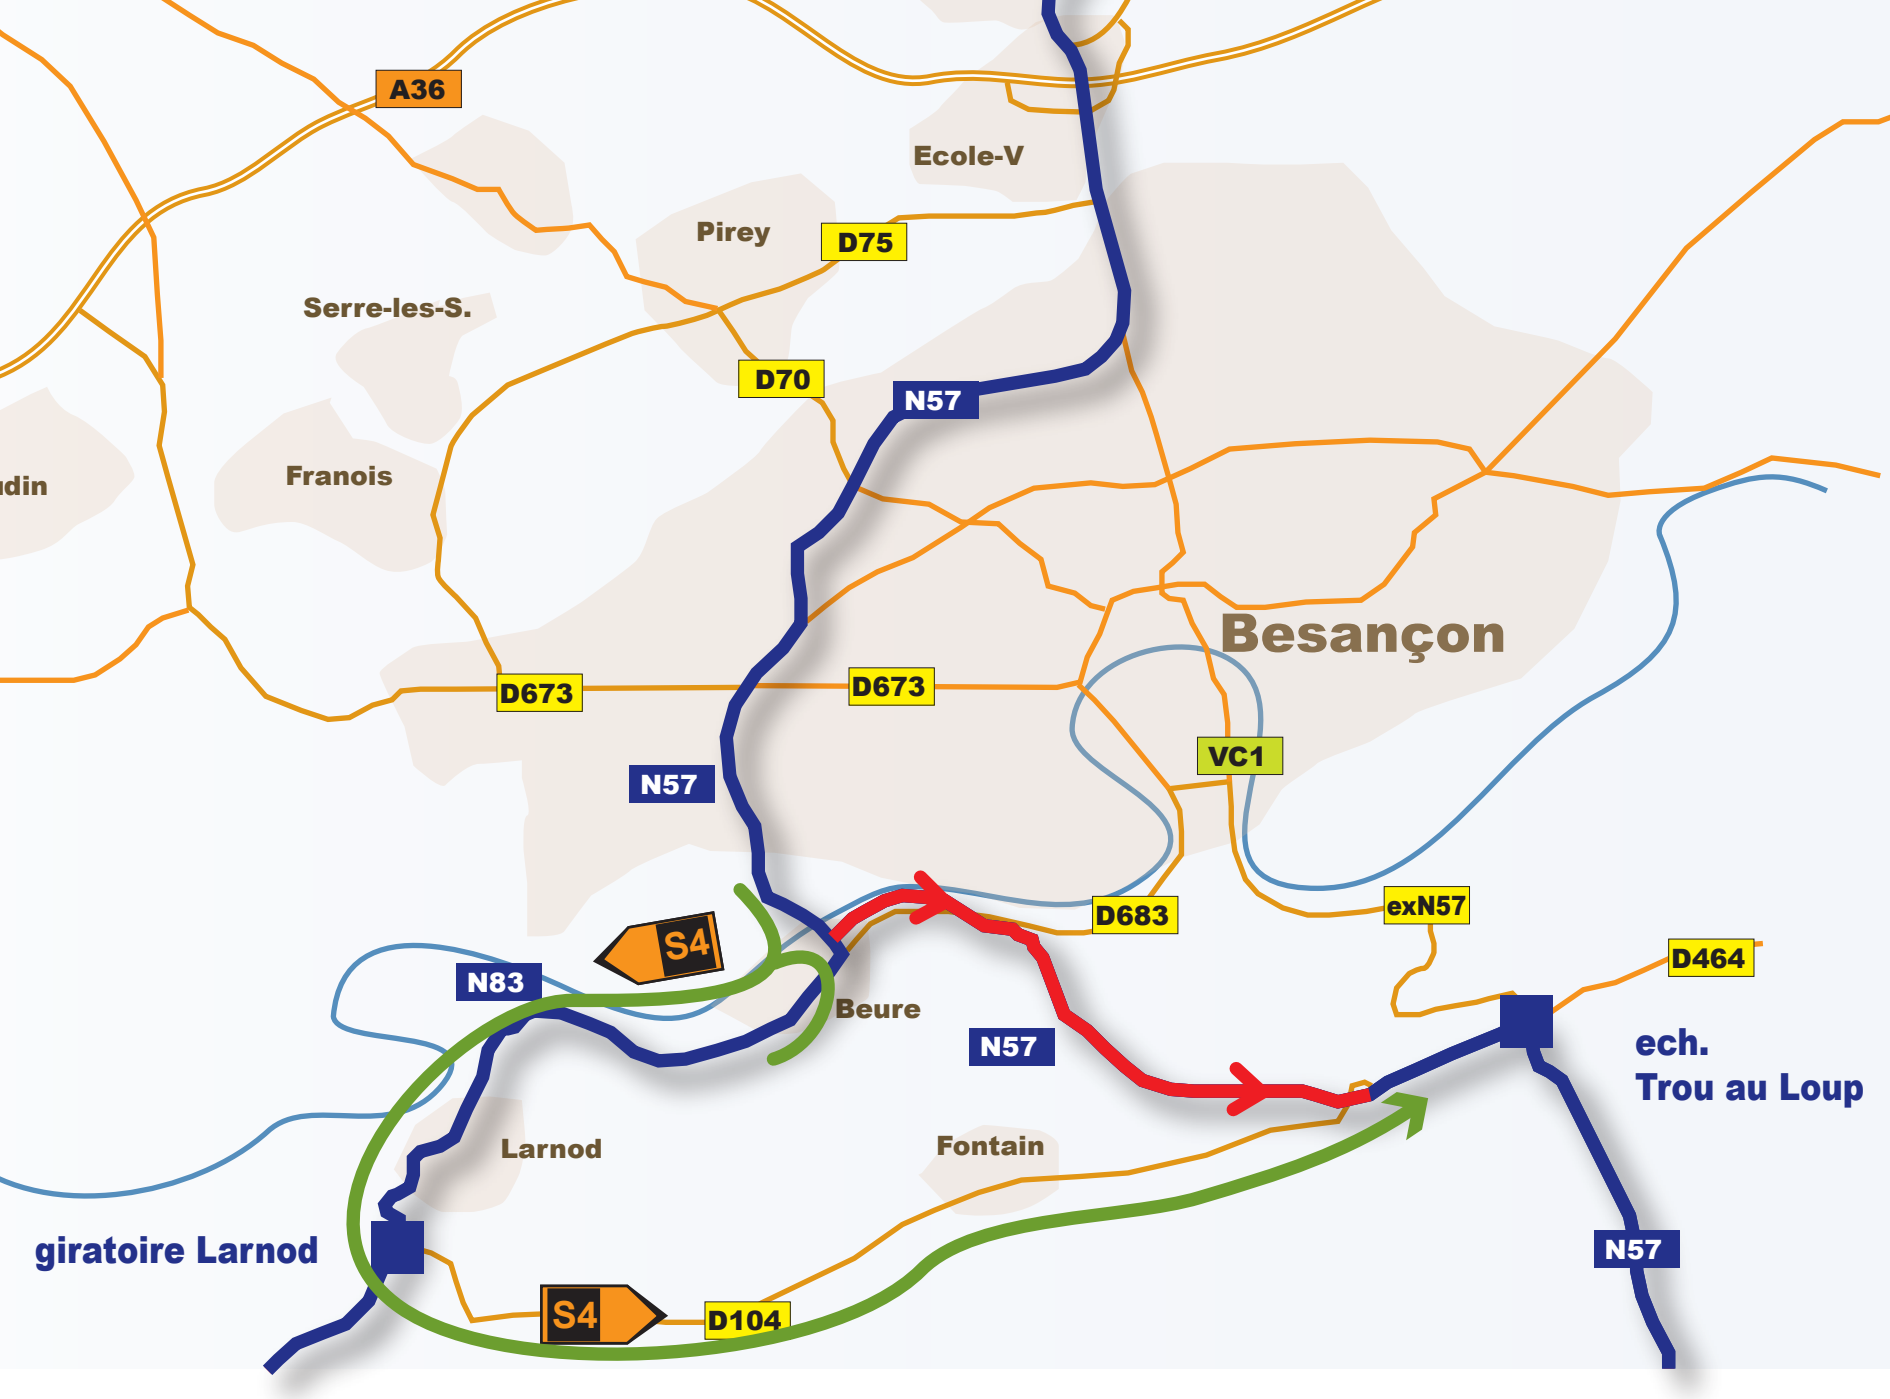 A36
Ecole-V
Pirey
D75
Serre-les-S.
D70
N57
Franois
udin
Besançon
D673
D673
VC1
N57
exN57
D683
S4
D464
N83
Beure
N57
ech.
Trou au Loup
Larnod
Fontain
giratoire Larnod
N57
S4
D104